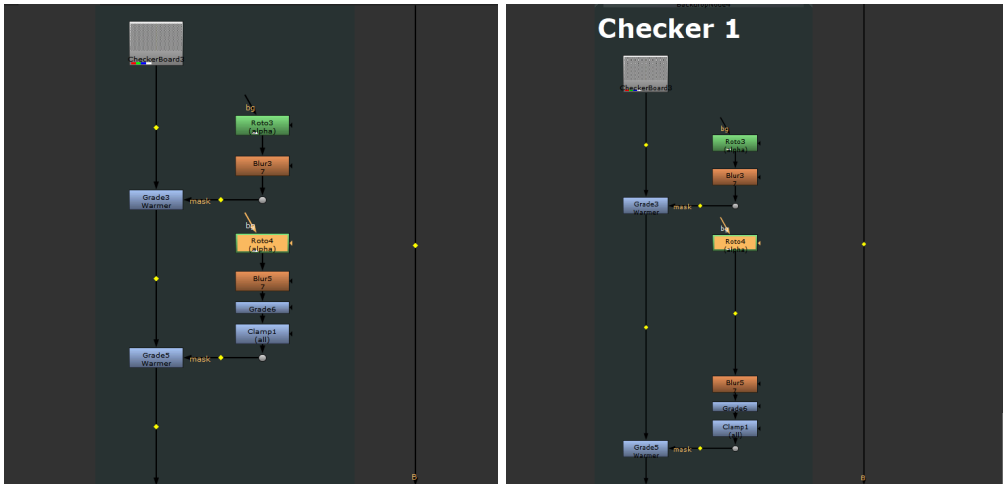 CheckerBoard3
bg
Roto3
(alpha)
Blur3
?
Grade3
Warmer
mask
bg
Roto4
(alpha)
Blur5
?
Grade6
Clamp1
(all)
Grade5
Warmer
mask
B
Checker 1
CheckerBoard3
bg
Roto3
(alpha)
Blur3
?
Grade3
Warmer
mask
bg
Roto4
(alpha)
Blur5
?
Grade6
Clamp1
(all)
Grade5
Warmer
mask
B